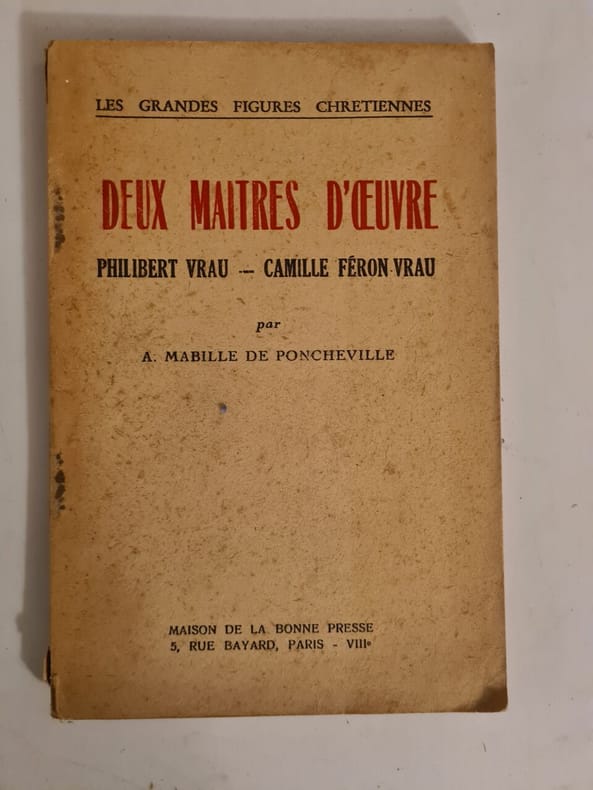 LES GRANDES FIGURES CHRETIENNES
DEUX MAITRES D'ŒUVRE
PHILIBERT VRAU — CAMILLE FÉRON-VRAU
par
A. MABILLE DE PONCHEVILLE
MAISON DE LA BONNE PRESSE
5, RUE BAYARD, PARIS - VIIIᵉ